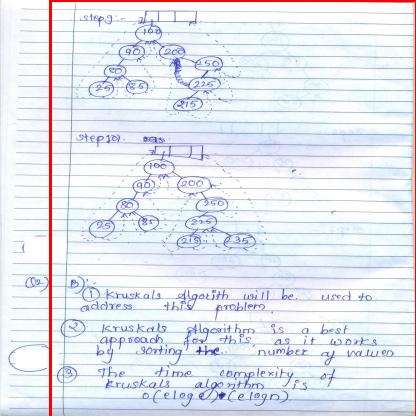 step 9:-
100
90 200
80 250
25 85 225
215
step 10:
100
90 200
80 250
25 85 225
215 235
Q2) B):-
① Kruskals Algorith will be used to
address this problem
② Kruskals Algorithm is a best
approach for this, as it works
by sorting the number of values
③ The time complexity of
Kruskals algorithm is
O(eloge) (elogn)